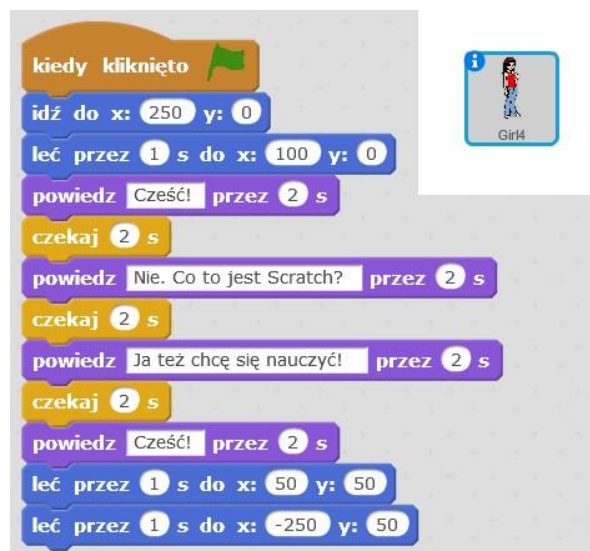 kiedy kliknięto
idź do x: 250 y: 0
leć przez 1 s do x: 100 y: 0
powiedz Cześć! przez 2 s
czekaj 2 s
powiedz Nie. Co to jest Scratch? przez 2 s
czekaj 2 s
powiedz Ja też chcę się nauczyć! przez 2 s
czekaj 2 s
powiedz Cześć! przez 2 s
leć przez 1 s do x: 50 y: 50
leć przez 1 s do x: -250 y: 50
i
Girl4